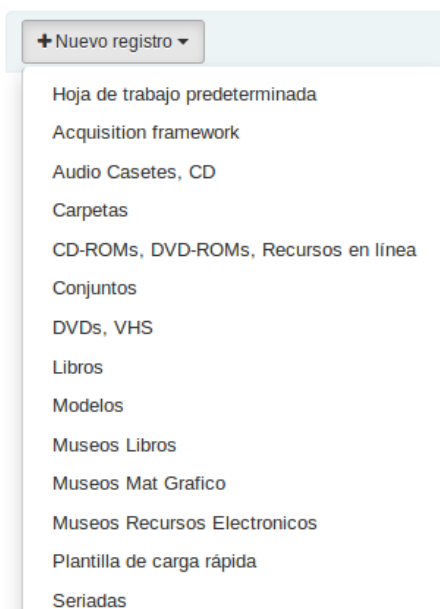 + Nuevo registro
Hoja de trabajo predeterminada
Acquisition framework
Audio Casetes, CD
Carpetas
CD-ROMs, DVD-ROMs, Recursos en línea
Conjuntos
DVDs, VHS
Libros
Modelos
Museos Libros
Museos Mat Grafico
Museos Recursos Electronicos
Plantilla de carga rápida
Seriadas